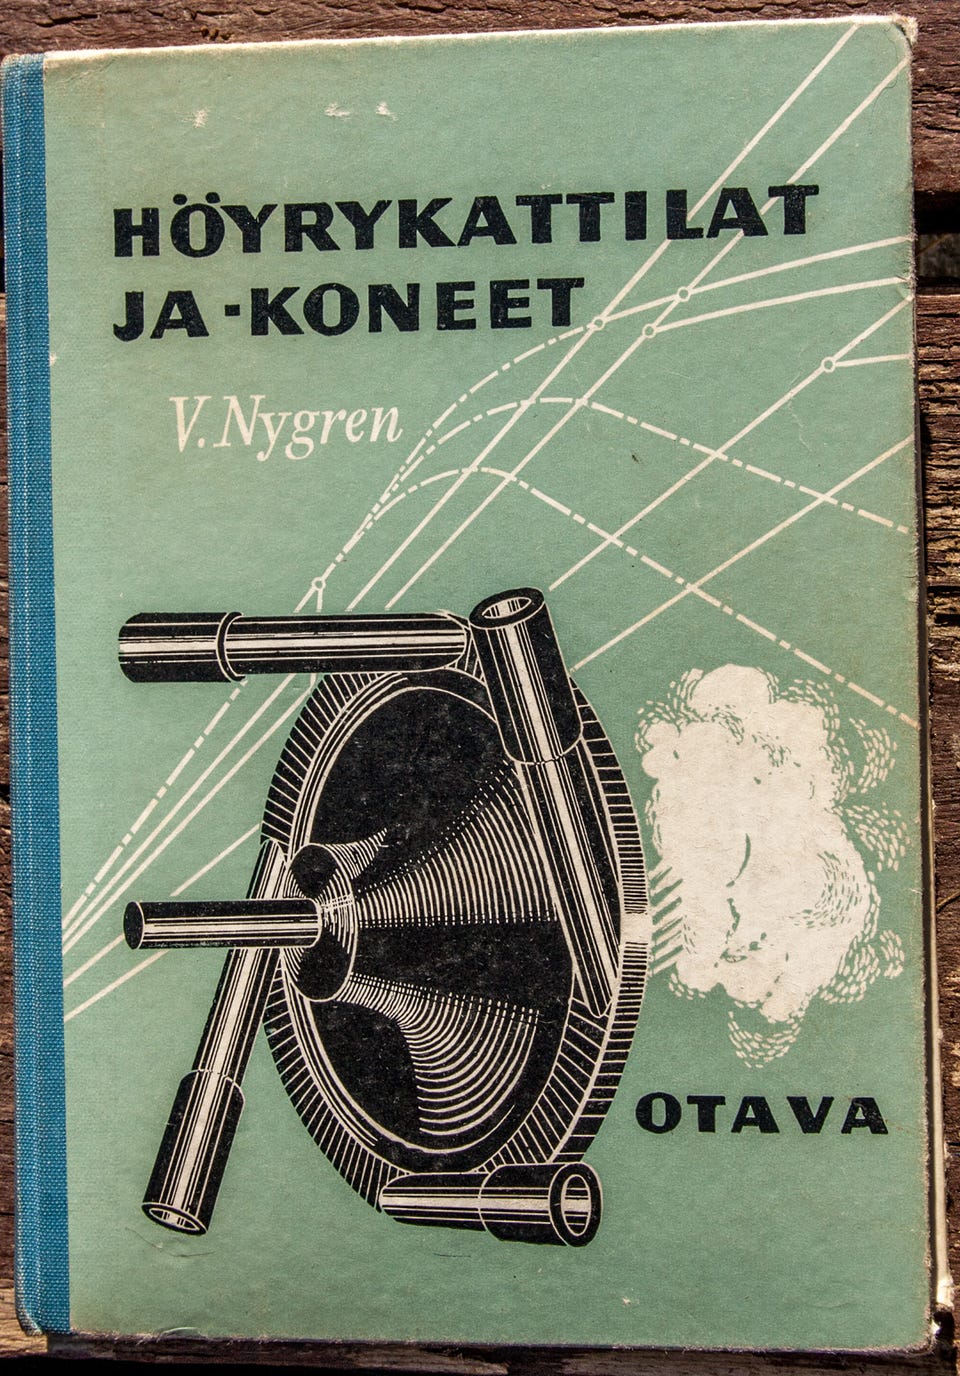 HÖYRYKATTILAT
JA -KONEET
V. Nygren
OTAVA